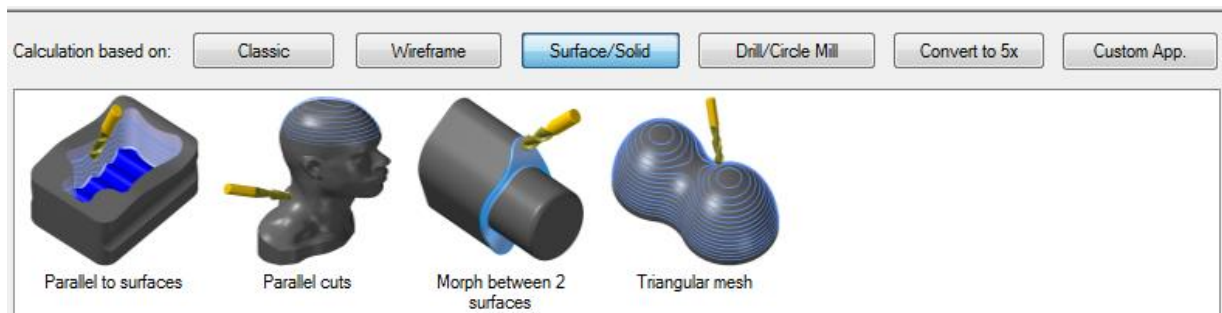 Calculation based on: Classic Wireframe Surface/Solid Drill/Circle Mill Convert to 5x Custom App.
Parallel to surfaces Parallel cuts Morph between 2 surfaces Triangular mesh